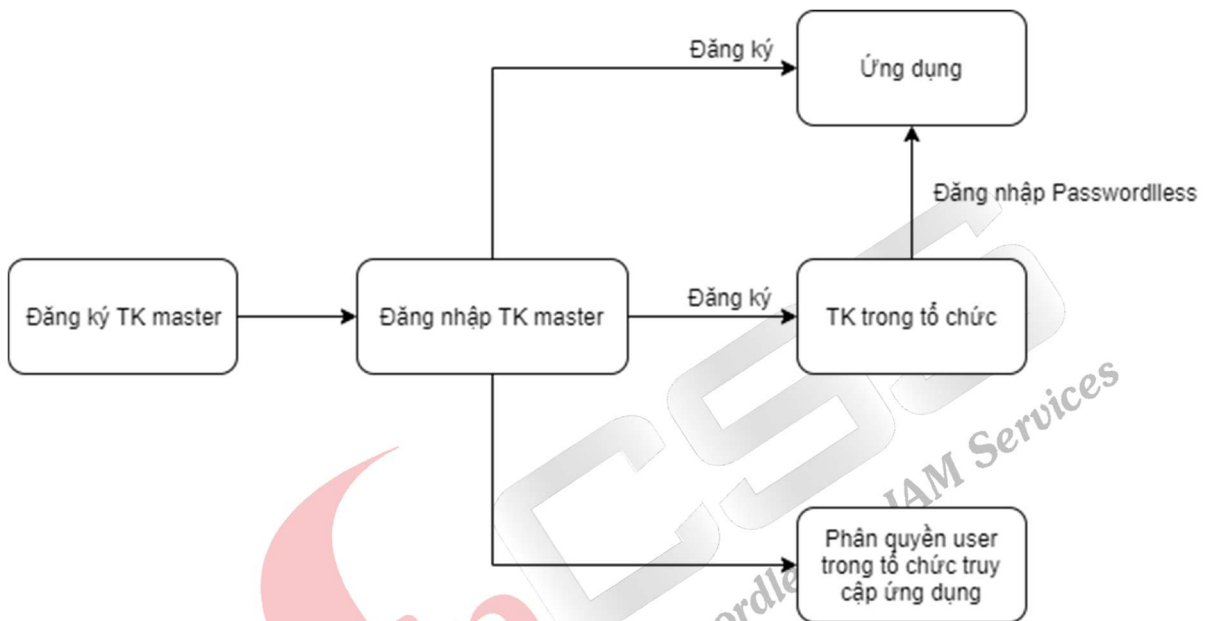 Đăng ký
Ứng dụng
Đăng nhập Passwordlless
Đăng ký TK master
Đăng nhập TK master
Đăng ký
TK trong tổ chức
Phân quyền user
trong tổ chức truy
cập ứng dụng
IAM Services